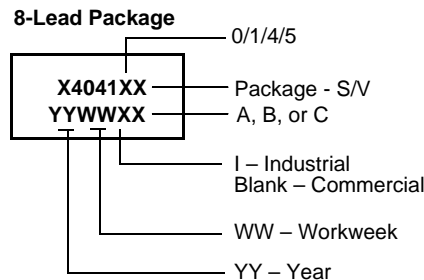 8-Lead Package
0/1/4/5
X4041XX
Package - S/V
YYWWXX
A, B, or C
I – Industrial
Blank – Commercial
WW – Workweek
YY – Year